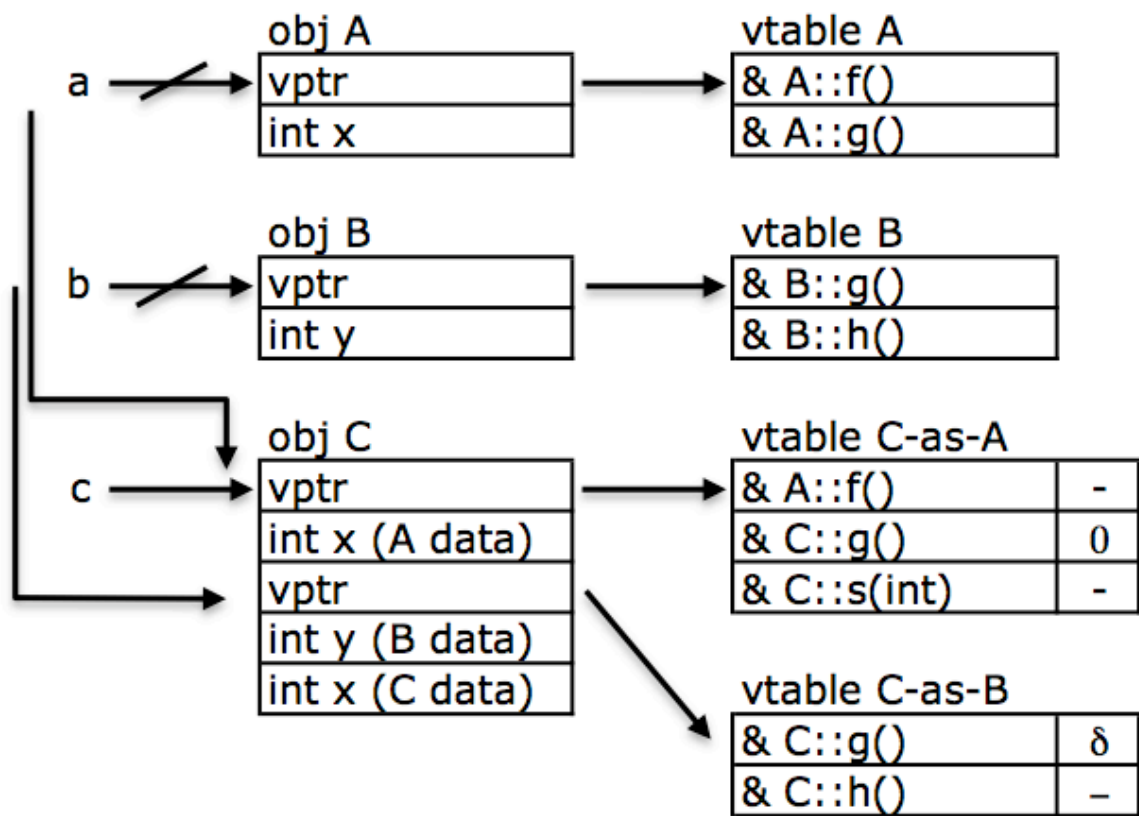 obj A vtable A
a vptr & A::f()
int x & A::g()
obj B vtable B
b vptr & B::g()
int y & B::h()
obj C vtable C-as-A
c vptr & A::f() -
int x (A data) & C::g() 0
vptr & C::s(int) -
int y (B data)
int x (C data) vtable C-as-B
& C::g() δ
& C::h() –